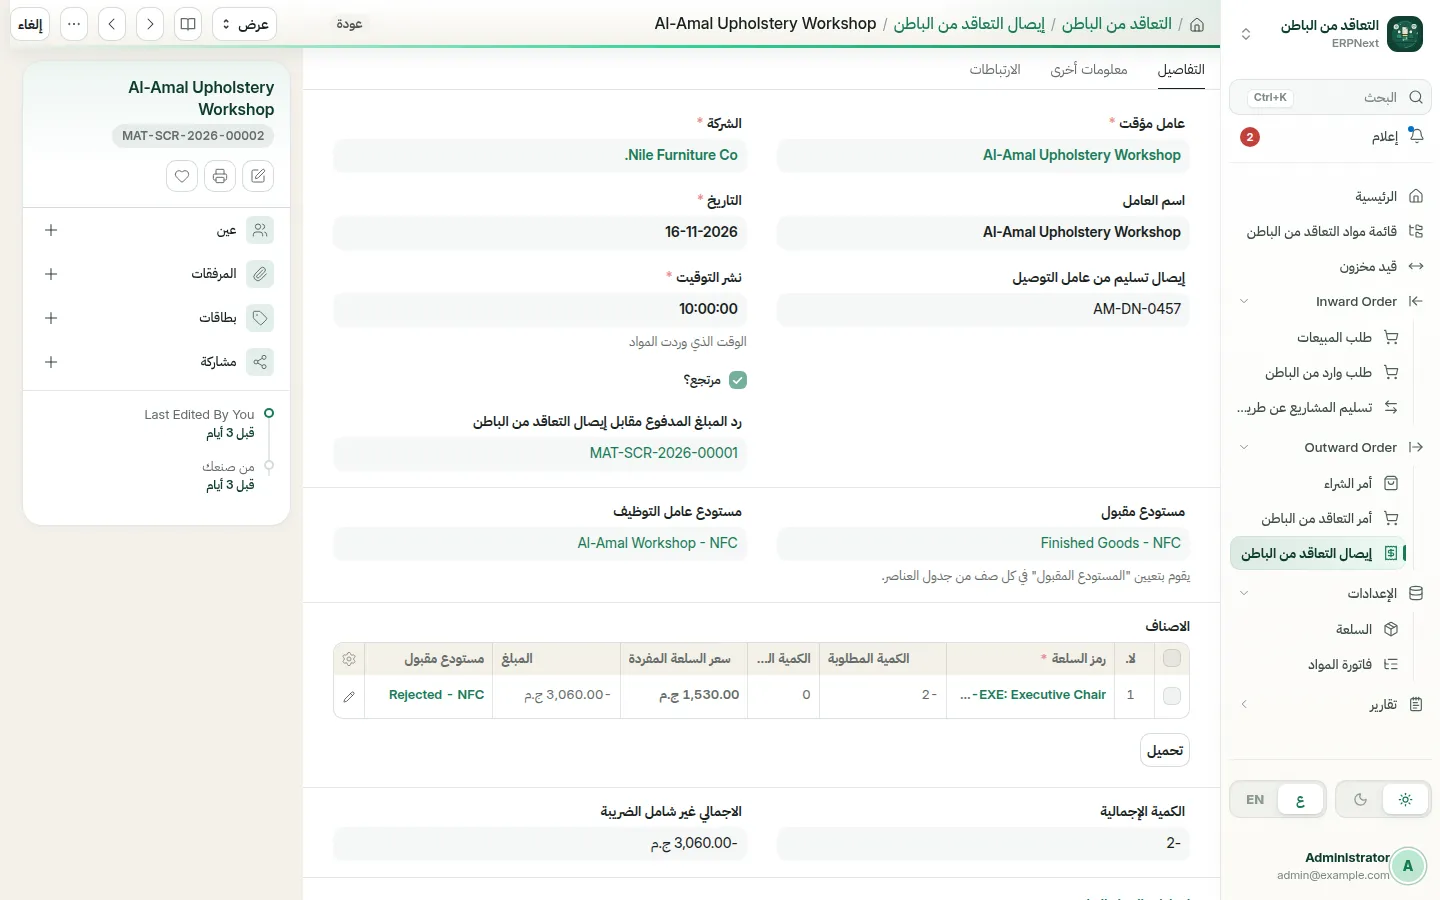 التعاقد من الباطن
ERPNext
البحث
Ctrl+K
إعلام
2
الرئيسية
قائمة مواد التعاقد من الباطن
قيد مخزون
Inward Order
طلب المبيعات
طلب وارد من الباطن
تسليم المشاريع عن طري...
Outward Order
أمر الشراء
أمر التعاقد من الباطن
إيصال التعاقد من الباطن
الإعدادات
السلعة
فاتورة المواد
تقارير
ع
EN
Administrator
admin@example.com
A
التعاقد من الباطن / إيصال التعاقد من الباطن / Al-Amal Upholstery Workshop
عودة
عرض
إلغاء
التفاصيل
معلومات أخرى
الارتباطات
عامل مؤقت *
Al-Amal Upholstery Workshop
اسم العامل
Al-Amal Upholstery Workshop
إيصال تسليم من عامل التوصيل
AM-DN-0457
الشركة *
Nile Furniture Co.
التاريخ *
16-11-2026
نشر التوقيت *
10:00:00
الوقت الذي وردت المواد
مرتجع؟
رد المبلغ المدفوع مقابل إيصال التعاقد من الباطن
MAT-SCR-2026-00001
مستودع مقبول
Finished Goods - NFC
يقوم بتعيين "المستودع المقبول" في كل صف من جدول العناصر.
مستودع عامل التوظيف
Al-Amal Workshop - NFC
الاصناف
لا. رمز السلعة * الكمية المطلوبة الكمية ال... سعر السلعة المفردة المبلغ مستودع مقبول
1 EXE: Executive Chair-... -2 0 1,530.00 ج.م -3,060.00 ج.م Rejected - NFC
تحميل
الكمية الإجمالية
-2
الاجمالي غير شامل الضريبة
-3,060.00 ج.م
Al-Amal Upholstery
Workshop
MAT-SCR-2026-00002
عين
المرفقات
بطاقات
مشاركة
Last Edited By You
قبل 3 أيام
من صنعك
قبل 3 أيام